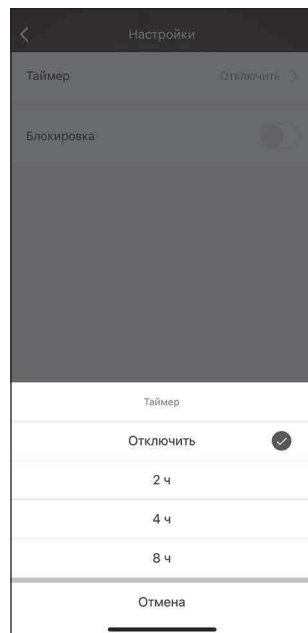 Настройки
Таймер Отключить
Блокировка
Таймер
Отключить
2 ч
4 ч
8 ч
Отмена